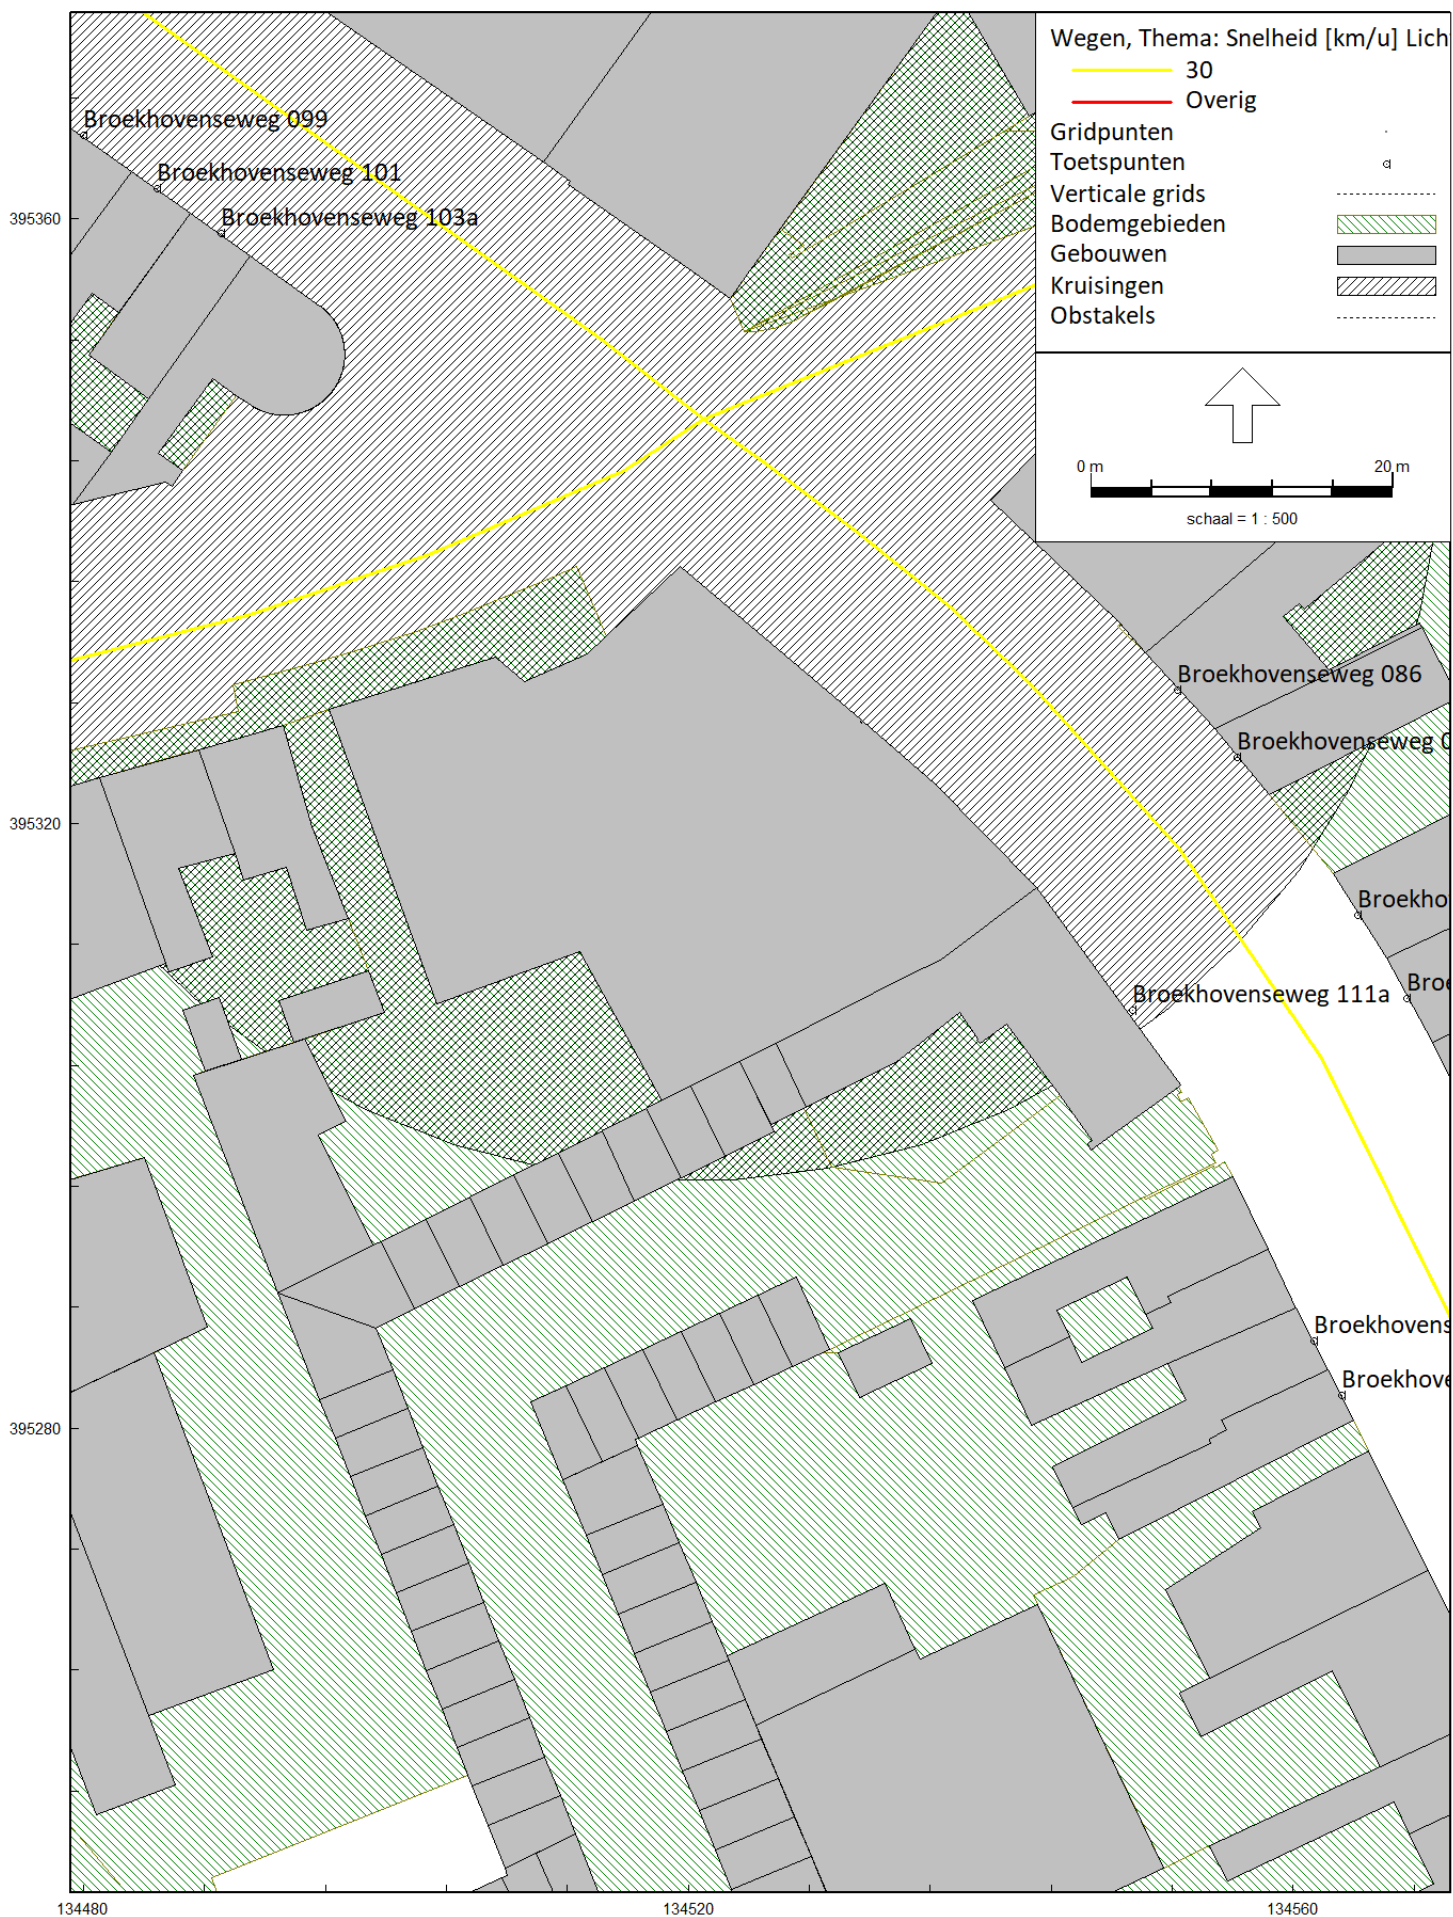 Wegen, Thema: Snelheid [km/u] Lich
30
Overig
Gridpunten
Toetspunten
Verticale grids
Bodemgebieden
Gebouwen
Kruisingen
Obstakels
0 m
20 m
schaal = 1 : 500
Broekhovenseweg 099
Broekhovenseweg 101
Broekhovenseweg 103a
395360
Broekhovenseweg 086
Broekhovenseweg 0
395320
Broekho
Broe
Broekhovenseweg 111a
Broekhovens
Broekhove
395280
134480
134520
134560